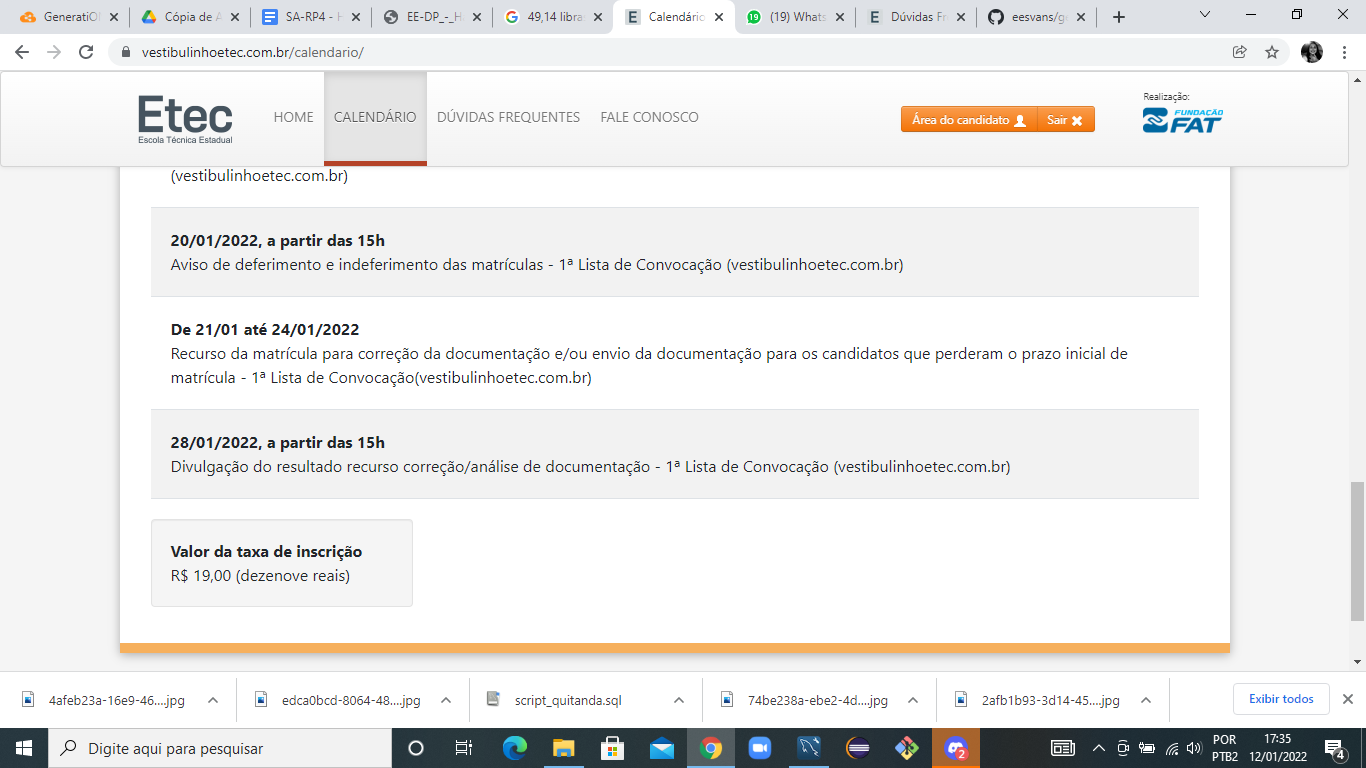 GeneratiO
Cópia de A
SA-RP4 - H
EE-DP_-_H
49,14 libra
Calendário
(19) Whats
Dúvidas Fr
eesvans/g
vestibulinhoetec.com.br/calendario/
Etec
Escola Técnica Estadual
HOME
CALENDÁRIO
DÚVIDAS FREQUENTES
FALE CONOSCO
Área do candidato
Sair
Realização:
FUNDAÇÃO
FAT
(vestibulinhoetec.com.br)
20/01/2022, a partir das 15h
Aviso de deferimento e indeferimento das matrículas - 1ª Lista de Convocação (vestibulinhoetec.com.br)
De 21/01 até 24/01/2022
Recurso da matrícula para correção da documentação e/ou envio da documentação para os candidatos que perderam o prazo inicial de
matrícula - 1ª Lista de Convocação(vestibulinhoetec.com.br)
28/01/2022, a partir das 15h
Divulgação do resultado recurso correção/análise de documentação - 1ª Lista de Convocação (vestibulinhoetec.com.br)
Valor da taxa de inscrição
R$ 19,00 (dezenove reais)
4afeb23a-16e9-46....jpg
edca0bcd-8064-48....jpg
script_quitanda.sql
74be238a-ebe2-4d....jpg
2afb1b93-3d14-45....jpg
Exibir todos
Digite aqui para pesquisar
2
POR
PTB2
17:35
12/01/2022
4